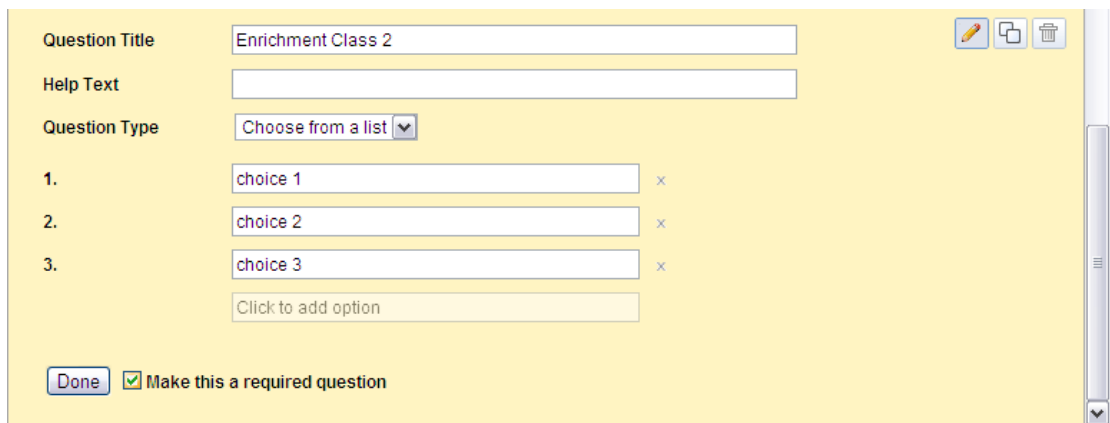 Question Title Enrichment Class 2
Help Text
Question Type Choose from a list
1. choice 1 x
2. choice 2 x
3. choice 3 x
Click to add option
Done Make this a required question